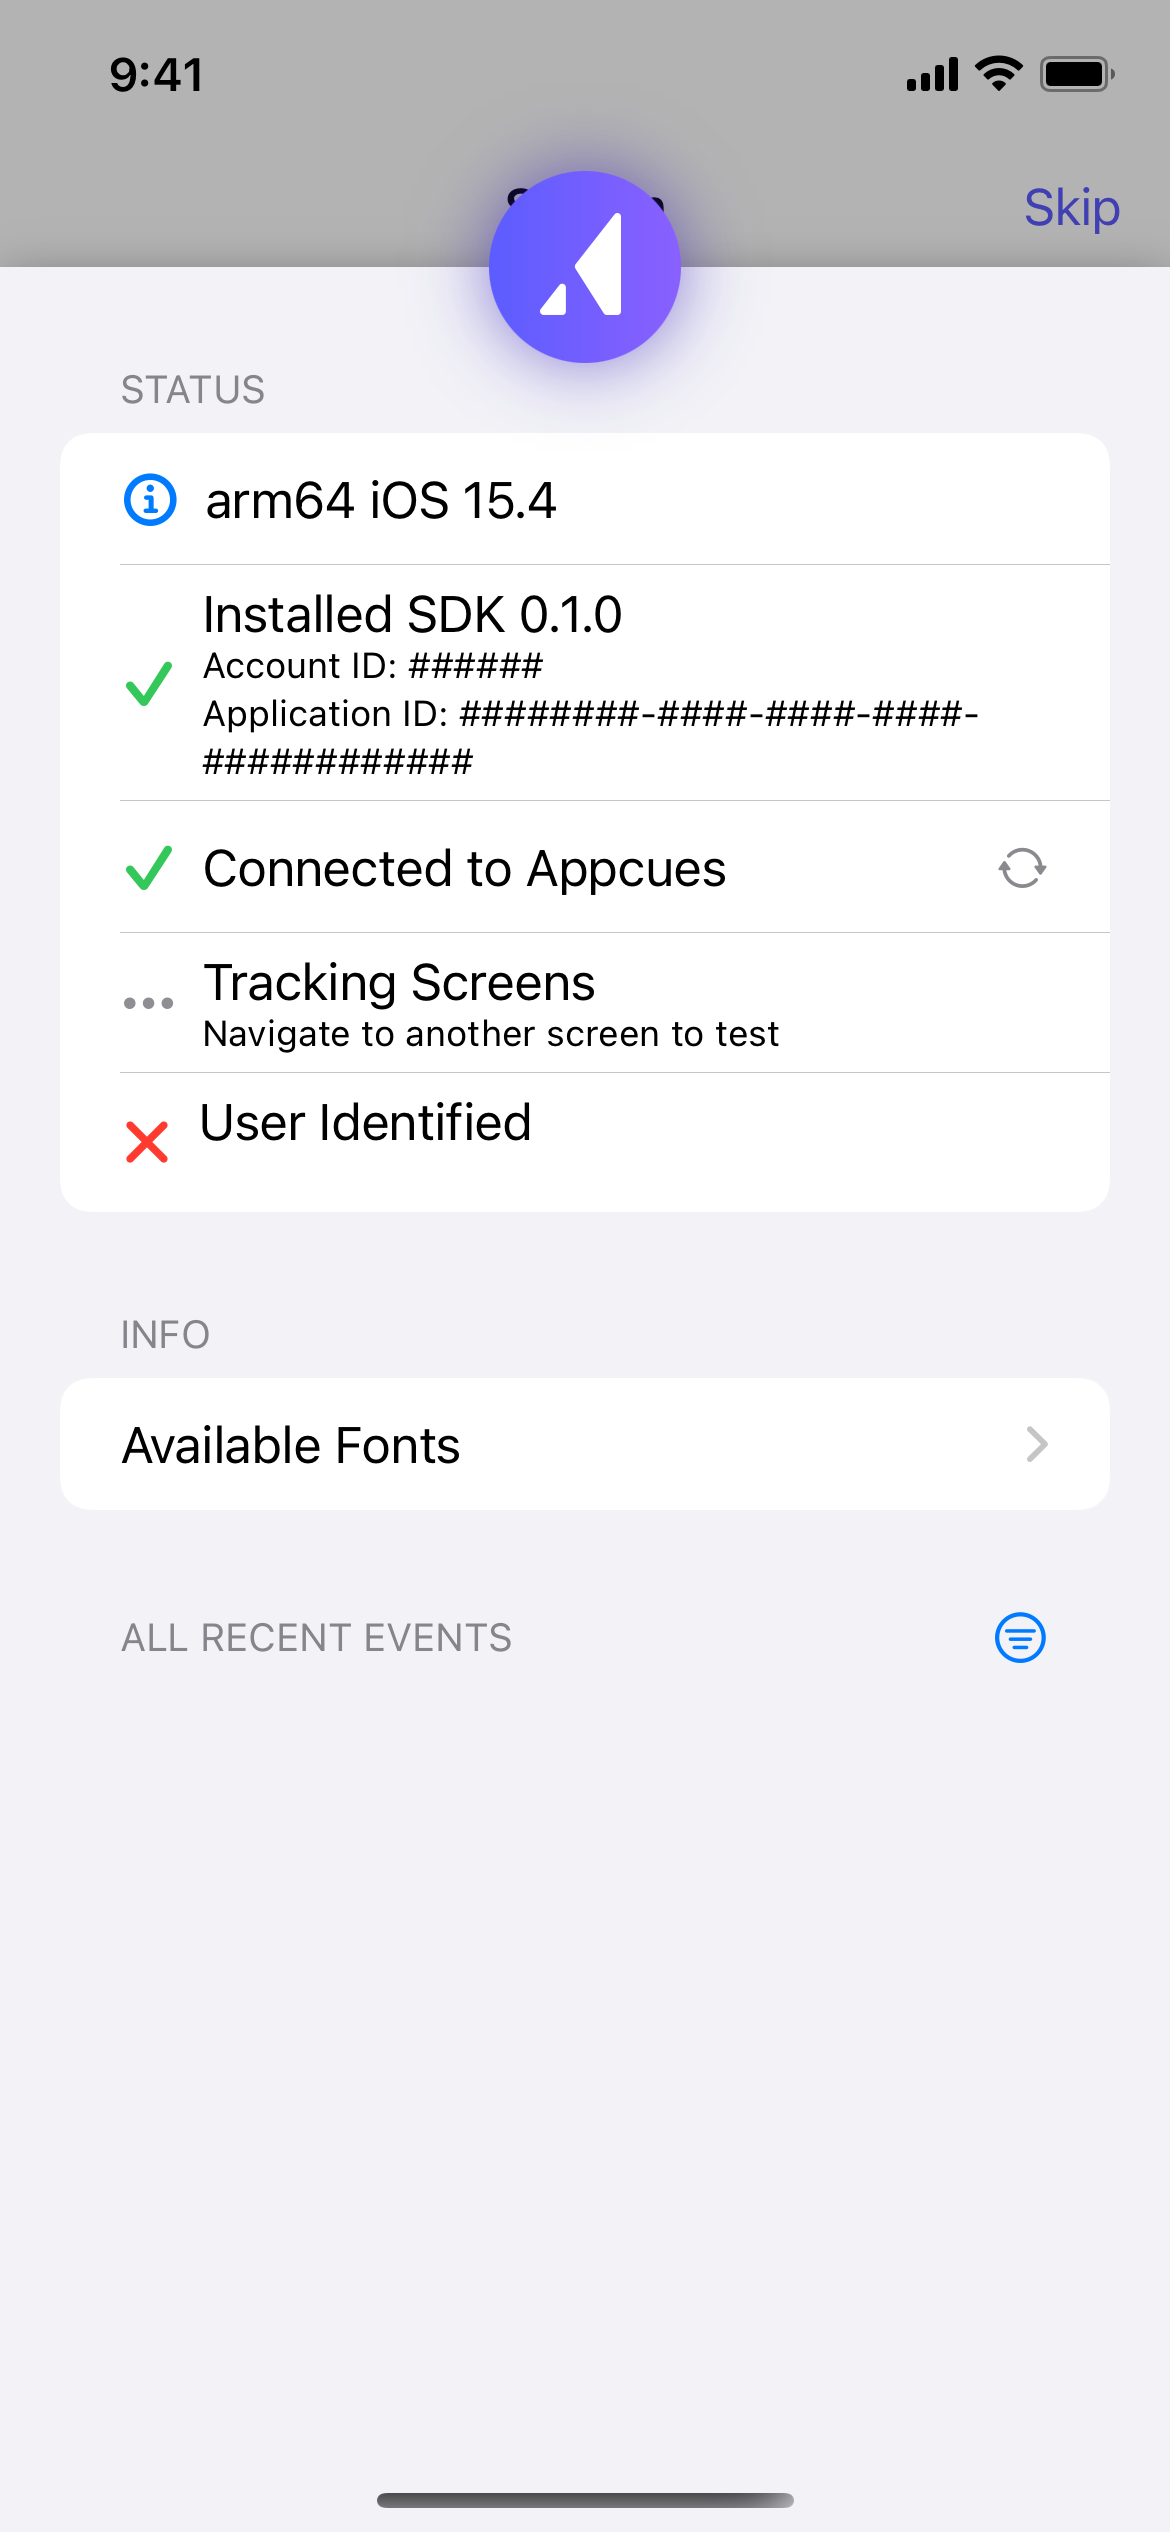 9:41
Skip
STATUS
arm64 iOS 15.4
Installed SDK 0.1.0
Account ID: ######
Application ID: ########-####-####-####-
############
Connected to Appcues
Tracking Screens
Navigate to another screen to test
User Identified
INFO
Available Fonts
ALL RECENT EVENTS